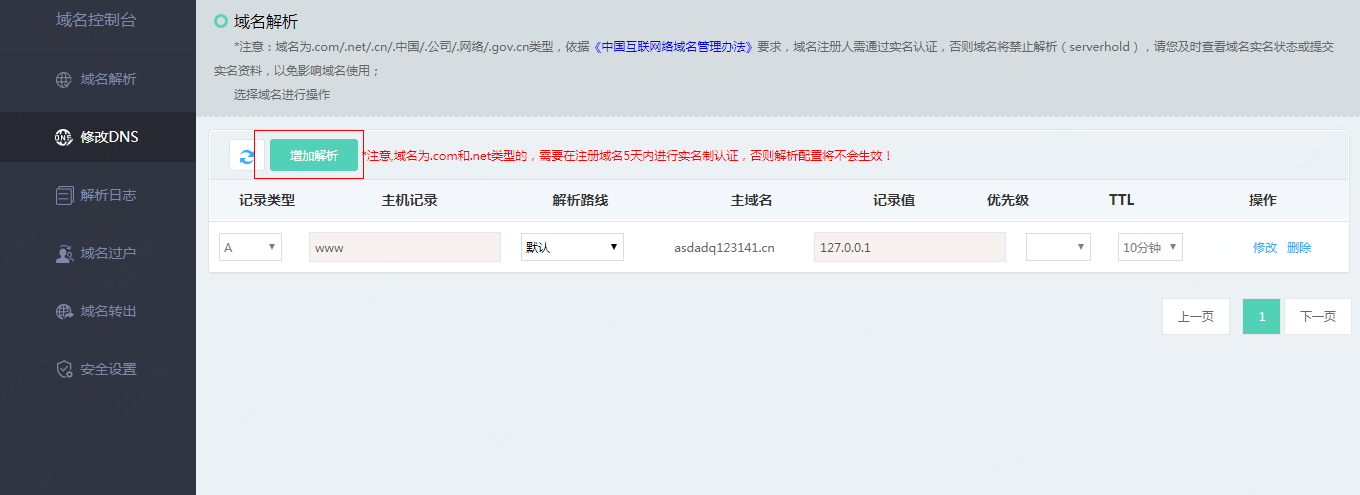 域名控制台
域名解析
修改DNS
解析日志
域名过户
域名转出
安全设置
域名解析
*注意：域名为.com/.net/.cn/.中国/.公司/.网络/.gov.cn类型，依据《中国互联网络域名管理办法》要求，域名注册人需通过实名认证，否则域名将禁止解析（serverhold），请您及时查看域名实名状态或提交
实名资料，以免影响域名使用；
选择域名进行操作
增加解析 *注意,域名为.com和.net类型的，需要在注册域名5天内进行实名制认证，否则解析配置将不会生效！
记录类型 主机记录 解析路线 主域名 记录值 优先级 TTL 操作
A www 默认 asdadq123141.cn 127.0.0.1 10分钟 修改 删除
上一页 1 下一页